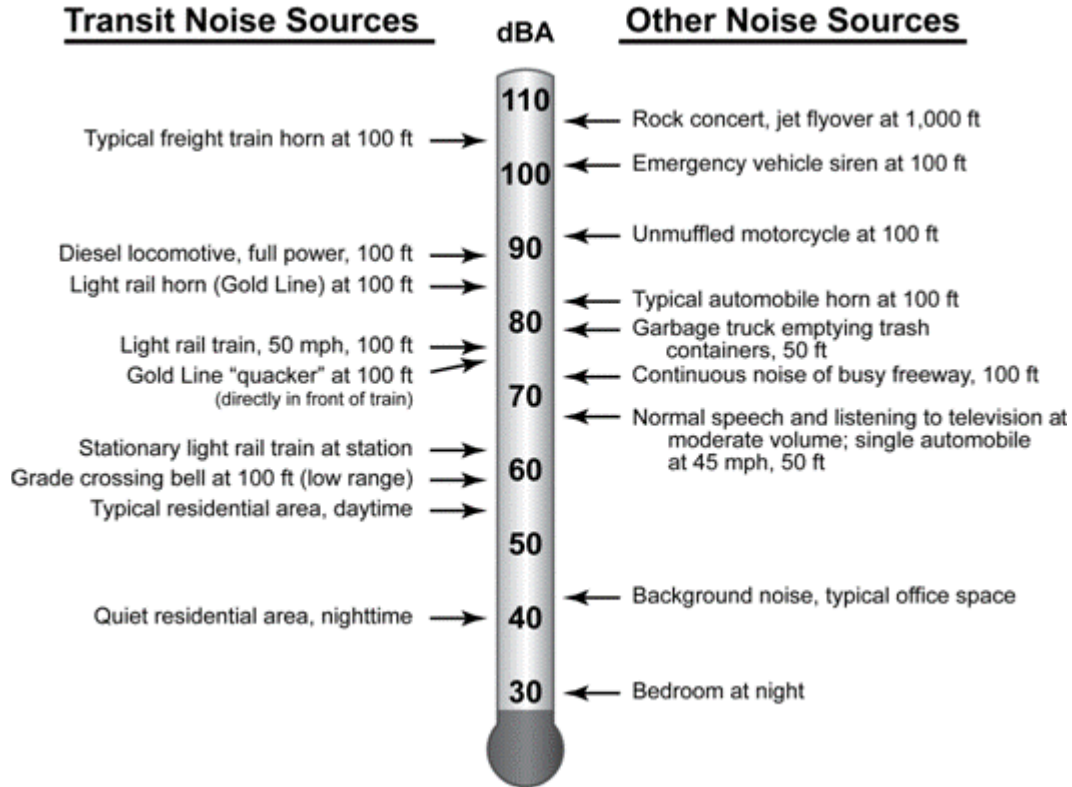 Transit Noise Sources
dBA
Other Noise Sources
110
Rock concert, jet flyover at 1,000 ft
Typical freight train horn at 100 ft
Emergency vehicle siren at 100 ft
100
Unmuffled motorcycle at 100 ft
90
Diesel locomotive, full power, 100 ft
Light rail horn (Gold Line) at 100 ft
Typical automobile horn at 100 ft
80
Garbage truck emptying trash
containers, 50 ft
Light rail train, 50 mph, 100 ft
Gold Line “quacker” at 100 ft
(directly in front of train)
Continuous noise of busy freeway, 100 ft
70
Normal speech and listening to television at
moderate volume; single automobile
at 45 mph, 50 ft
Stationary light rail train at station
60
Grade crossing bell at 100 ft (low range)
Typical residential area, daytime
50
Background noise, typical office space
Quiet residential area, nighttime
40
30
Bedroom at night